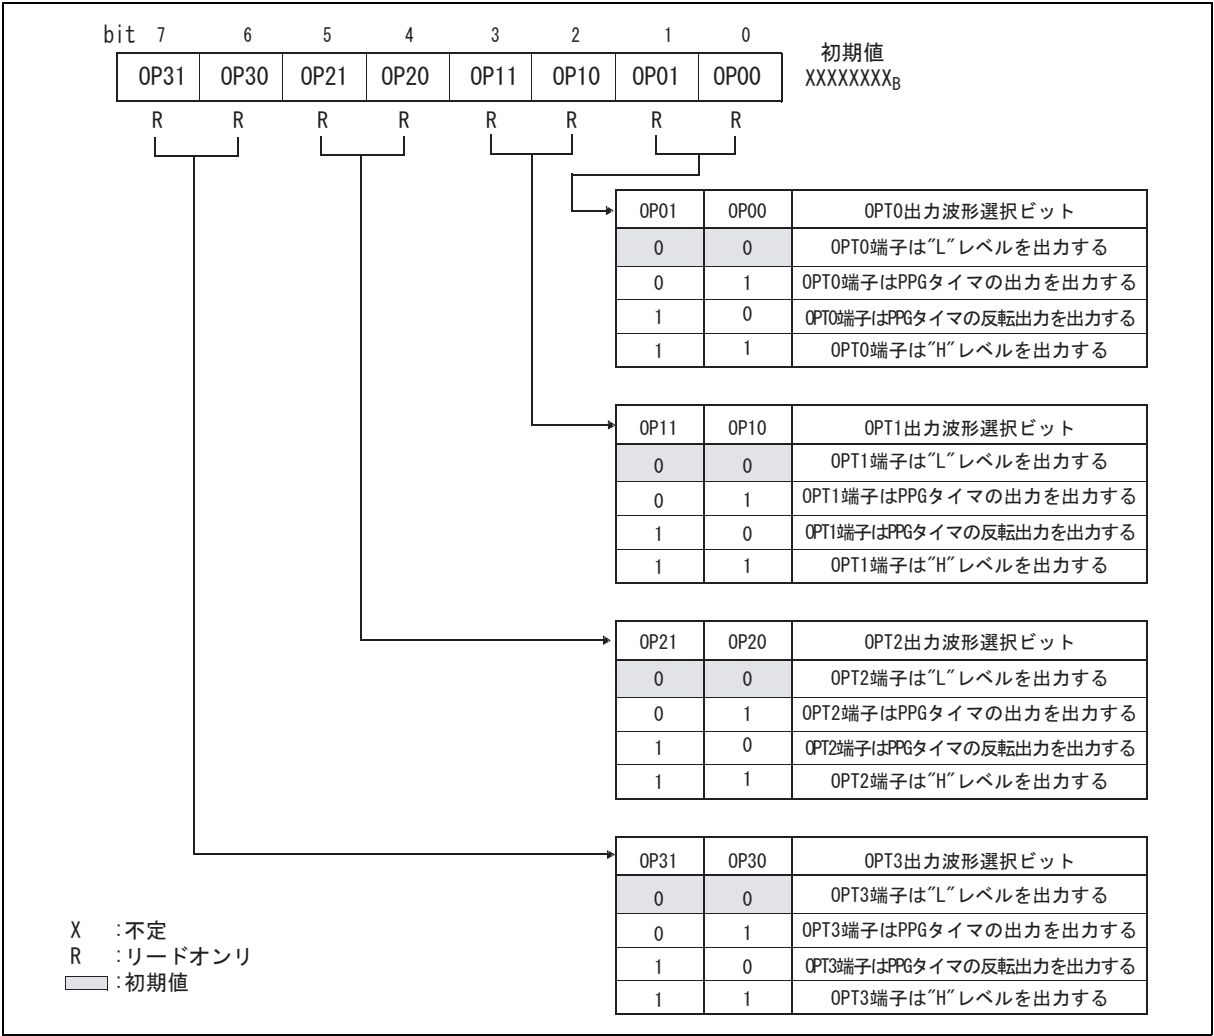 bit 7 6 5 4 3 2 1 0
初期値
OP31 OP30 OP21 OP20 OP11 OP10 OP01 OP00 XXXXXXXXB
R R R R R R R R
OP01 OP00 OPT0出力波形選択ビット
0 0 OPT0端子は"L"レベルを出力する
0 1 OPT0端子はPPGタイマの出力を出力する
1 0 OPT0端子はPPGタイマの反転出力を出力する
1 1 OPT0端子は"H"レベルを出力する
OP11 OP10 OPT1出力波形選択ビット
0 0 OPT1端子は"L"レベルを出力する
0 1 OPT1端子はPPGタイマの出力を出力する
1 0 OPT1端子はPPGタイマの反転出力を出力する
1 1 OPT1端子は"H"レベルを出力する
OP21 OP20 OPT2出力波形選択ビット
0 0 OPT2端子は"L"レベルを出力する
0 1 OPT2端子はPPGタイマの出力を出力する
1 0 OPT2端子はPPGタイマの反転出力を出力する
1 1 OPT2端子は"H"レベルを出力する
OP31 OP30 OPT3出力波形選択ビット
0 0 OPT3端子は"L"レベルを出力する
0 1 OPT3端子はPPGタイマの出力を出力する
1 0 OPT3端子はPPGタイマの反転出力を出力する
1 1 OPT3端子は"H"レベルを出力する
X :不定
R :リードオンリ
:初期値